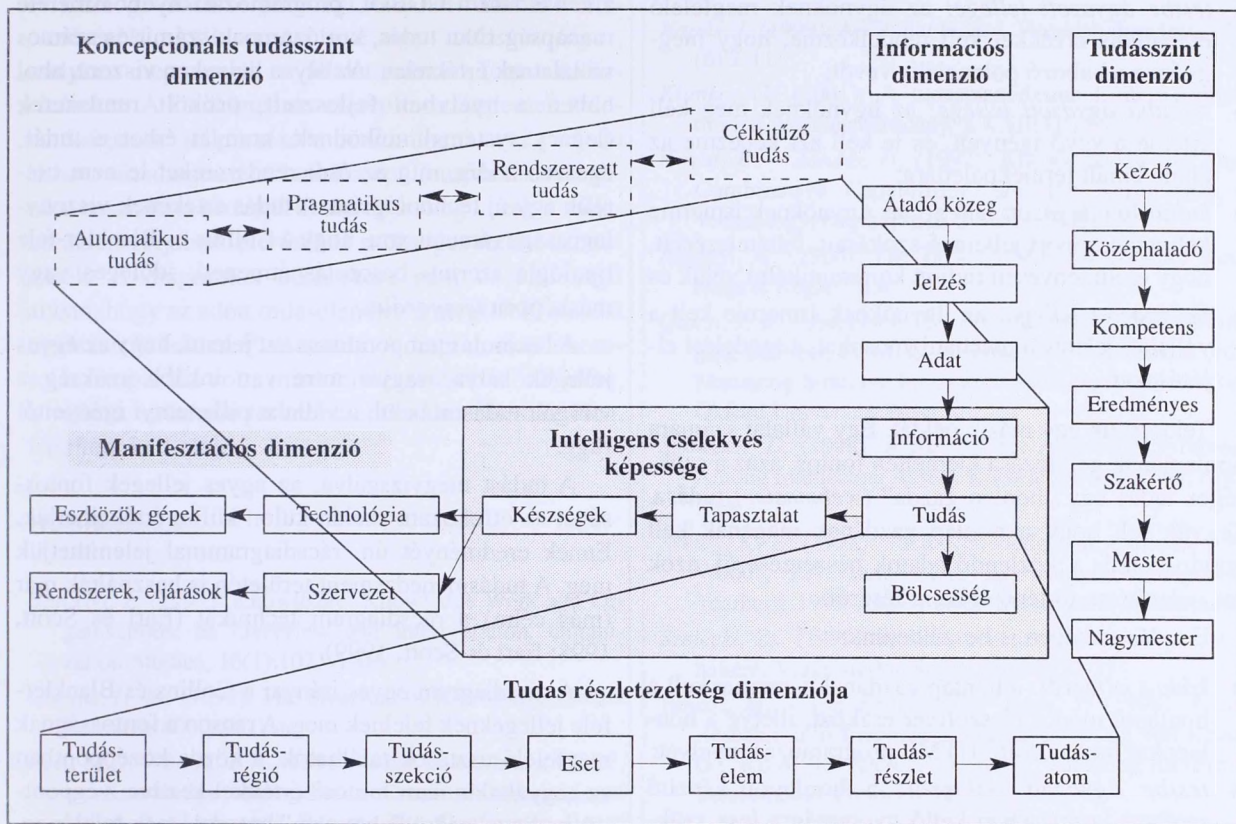 Koncepcionális tudásszint
dimenzió
Információs
dimenzió
Tudásszint
dimenzió
Célkitűző
tudás
Rendszerezett
tudás
Pragmatikus
tudás
Automatikus
tudás
Átadó közeg
Jelzés
Adat
Információ
Tudás
Bölcsesség
Kezdő
Középhaladó
Kompetens
Eredményes
Szakértő
Mester
Nagymester
Manifesztációs dimenzió
Intelligens cselekvés
képessége
Eszközök gépek
Technológia
Készségek
Tapasztalat
Rendszerek, eljárások
Szervezet
Tudás részletezettség dimenziója
Tudás-
terület
Tudás-
régió
Tudás-
szekció
Eset
Tudás-
elem
Tudás-
részlet
Tudás-
atom